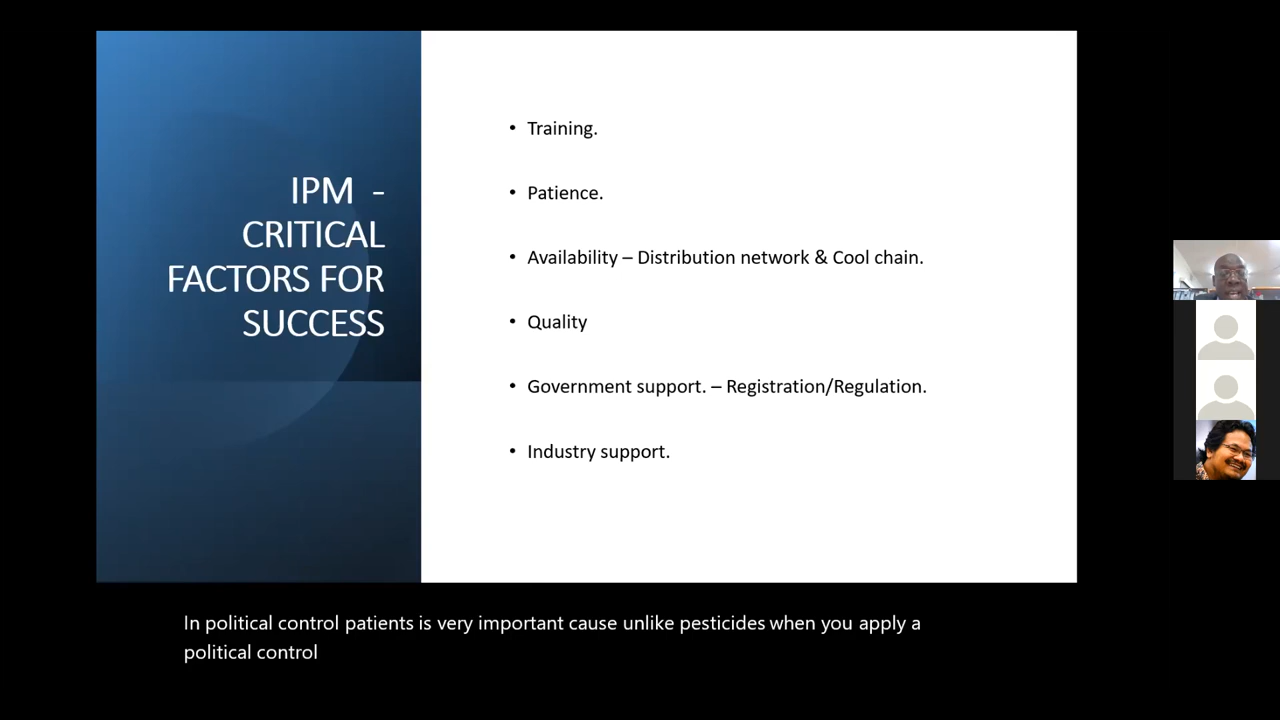 IPM -
CRITICAL
FACTORS FOR
SUCCESS
• Training.
• Patience.
• Availability – Distribution network & Cool chain.
• Quality
• Government support. – Registration/Regulation.
• Industry support.
In political control patients is very important cause unlike pesticides when you apply a
political control